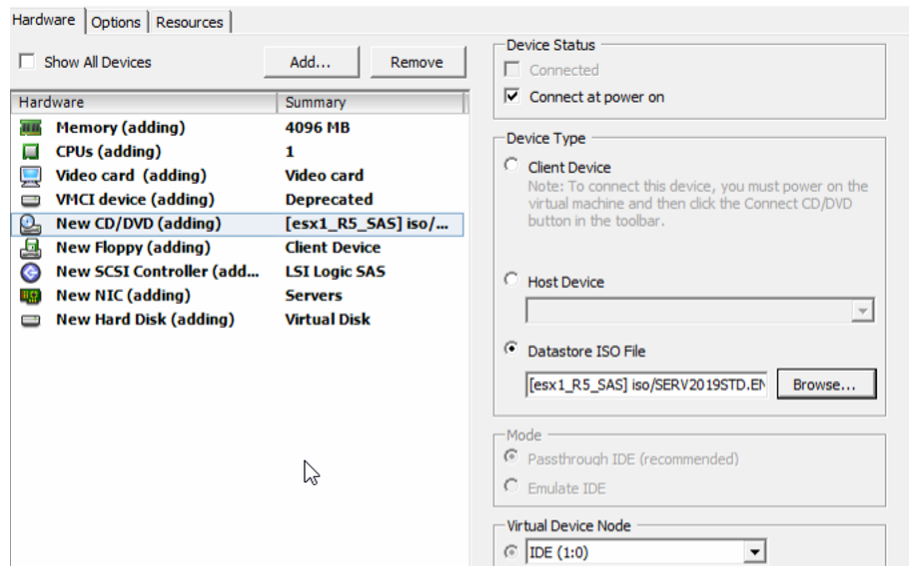 Hardware Options Resources
Show All Devices Add... Remove
Hardware Summary
Memory (adding) 4096 MB
CPUs (adding) 1
Video card (adding) Video card
VMCI device (adding) Deprecated
New CD/DVD (adding) [esx1_R5_SAS] iso/...
New Floppy (adding) Client Device
New SCSI Controller (add... LSI Logic SAS
New NIC (adding) Servers
New Hard Disk (adding) Virtual Disk
Device Status
Connected
Connect at power on
Device Type
Client Device
Note: To connect this device, you must power on the
virtual machine and then click the Connect CD/DVD
button in the toolbar.
Host Device
Datastore ISO File
[esx1_R5_SAS] iso/SERV2019STD.EN Browse...
Mode
Passthrough IDE (recommended)
Emulate IDE
Virtual Device Node
IDE (1:0)